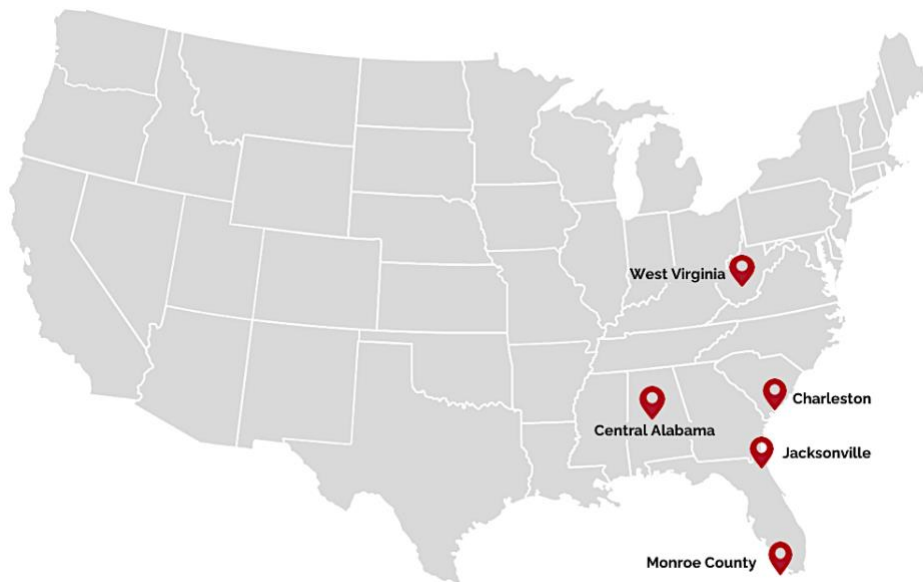 West Virginia
Charleston
Central Alabama
Jacksonville
Monroe County